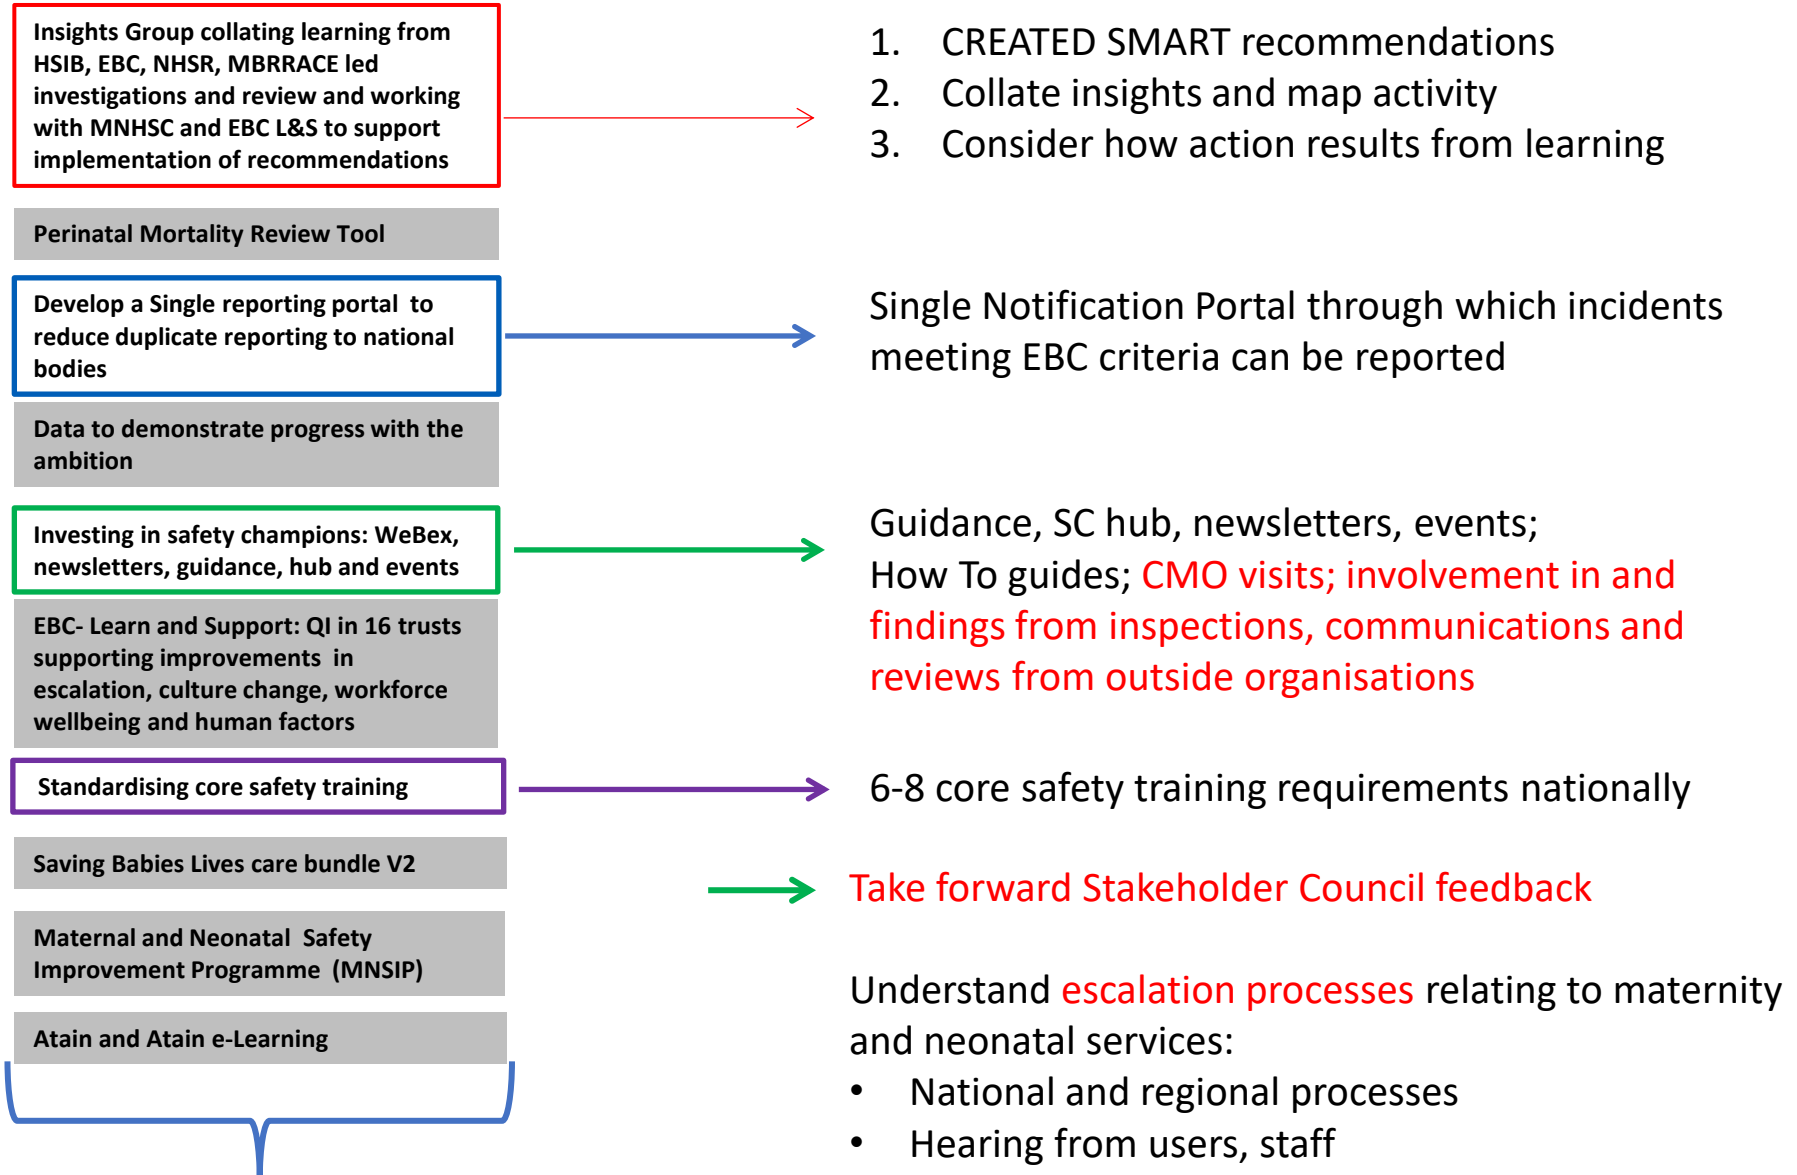 Insights Group collating learning from
HSIB, EBC, NHSR, MBRRACE led
investigations and review and working
with MNHSC and EBC L&S to support
implementation of recommendations
1. CREATED SMART recommendations
2. Collate insights and map activity
3. Consider how action results from learning
Perinatal Mortality Review Tool
Develop a Single reporting portal to
reduce duplicate reporting to national
bodies
Single Notification Portal through which incidents
meeting EBC criteria can be reported
Data to demonstrate progress with the
ambition
Investing in safety champions: WeBex,
newsletters, guidance, hub and events
Guidance, SC hub, newsletters, events;
How To guides; CMO visits; involvement in and
findings from inspections, communications and
reviews from outside organisations
EBC- Learn and Support: QI in 16 trusts
supporting improvements in
escalation, culture change, workforce
wellbeing and human factors
Standardising core safety training
6-8 core safety training requirements nationally
Saving Babies Lives care bundle V2
Take forward Stakeholder Council feedback
Maternal and Neonatal Safety
Improvement Programme (MNSIP)
Atain and Atain e-Learning
Understand escalation processes relating to maternity
and neonatal services:
• National and regional processes
• Hearing from users, staff